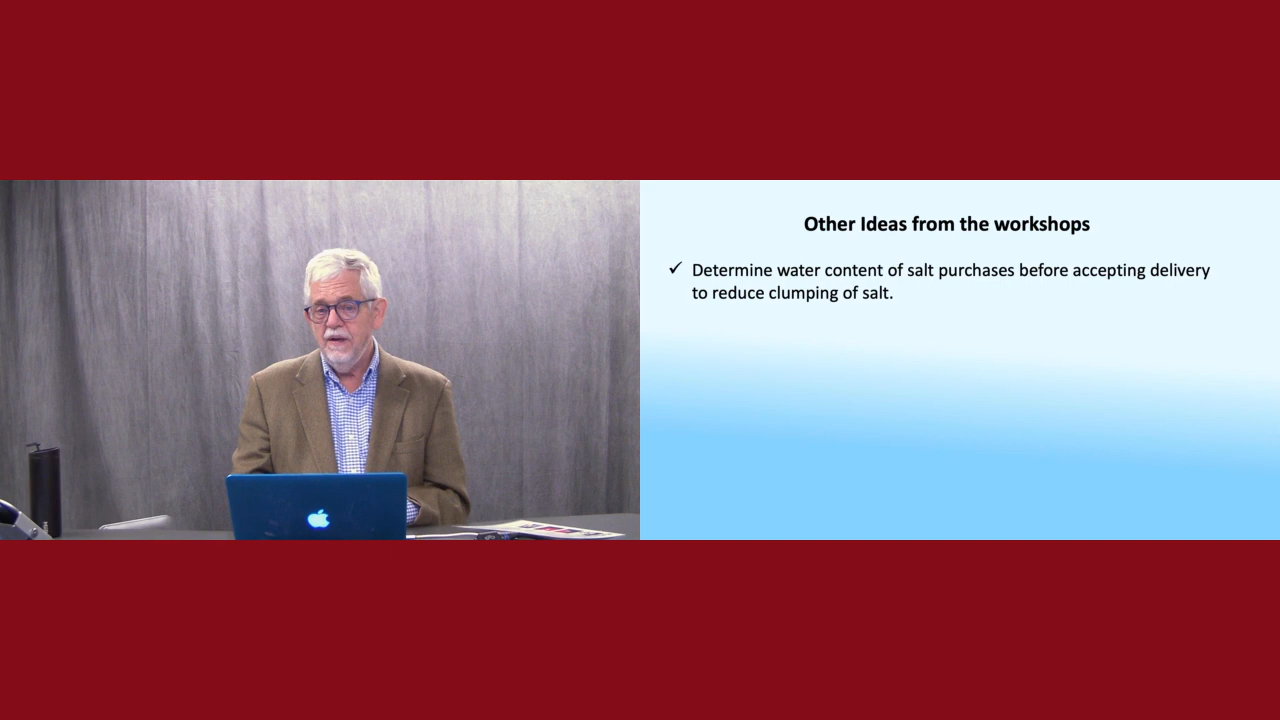 Other Ideas from the workshops
✓ Determine water content of salt purchases before accepting delivery
to reduce clumping of salt.